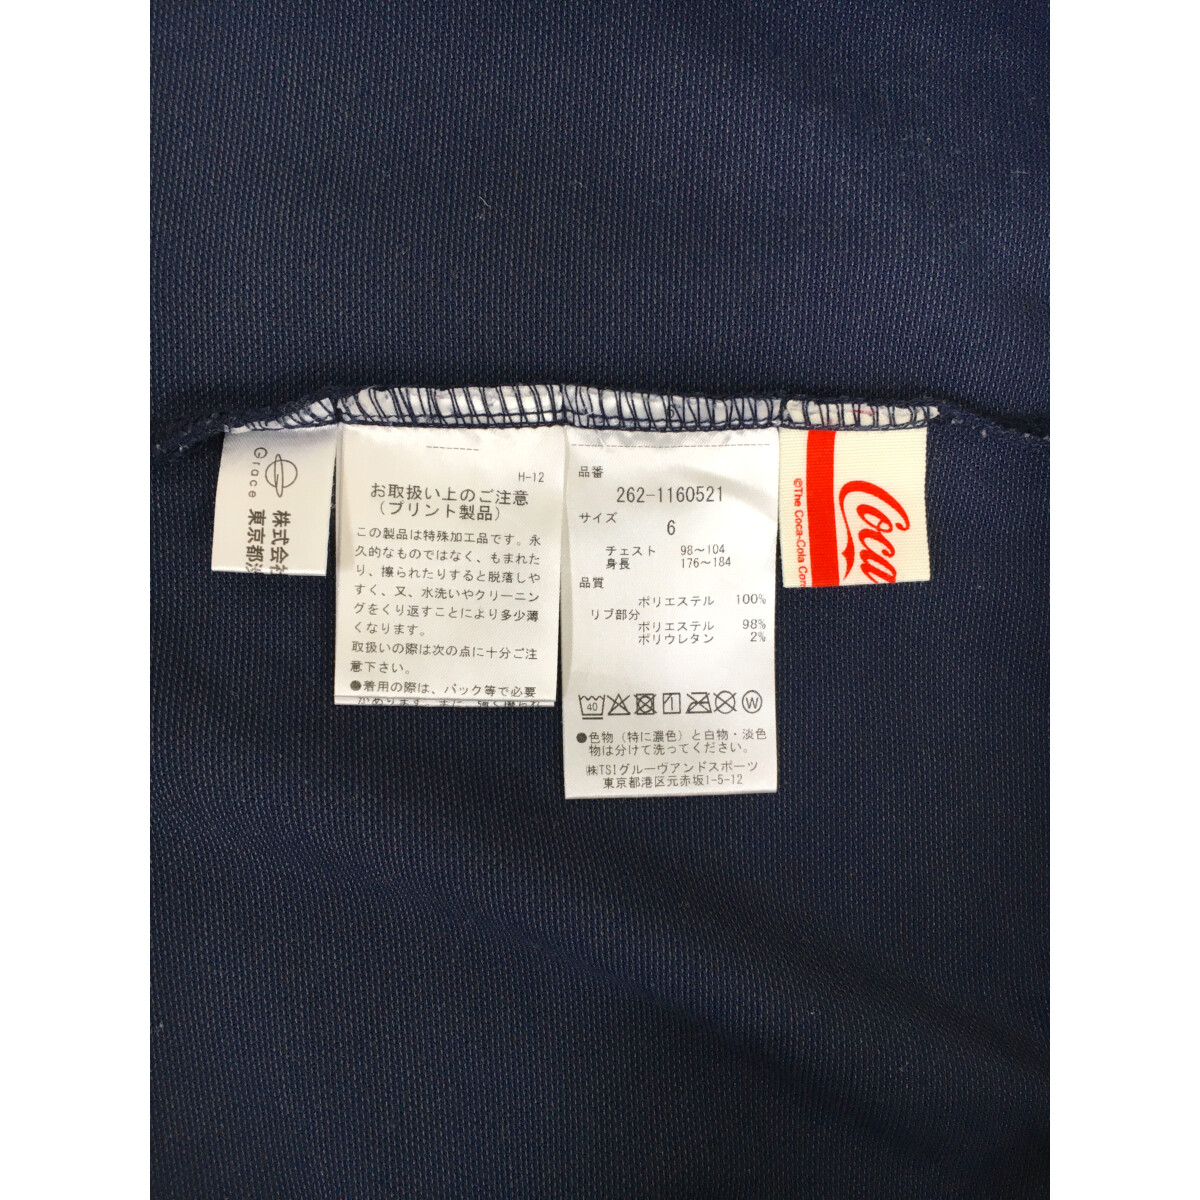 Grace
株式会社
東京都渋
H-12
お取扱い上のご注意
(プリント製品)
この製品は特殊加工品です。永
久的なものではなく、もまれた
り、擦られたりすると脱落しや
すく、又、水洗いやクリーニン
グをくり返すことにより多少薄
くなります。
取扱いの際は次の点に十分ご注
意下さい。
●着用の際は、バック等で必要
品番
262-1160521
サイズ
6
チェスト 98〜104
身長 176〜184
品質
ポリエステル 100%
リブ部分
ポリエステル 98%
ポリウレタン 2%
40
W
●色物(特に濃色)と白物・淡色
物は分けて洗ってください。
㈱TSIグルーヴアンドスポーツ
東京都港区元赤坂1-5-12
©The Coca-Cola Com
Coca